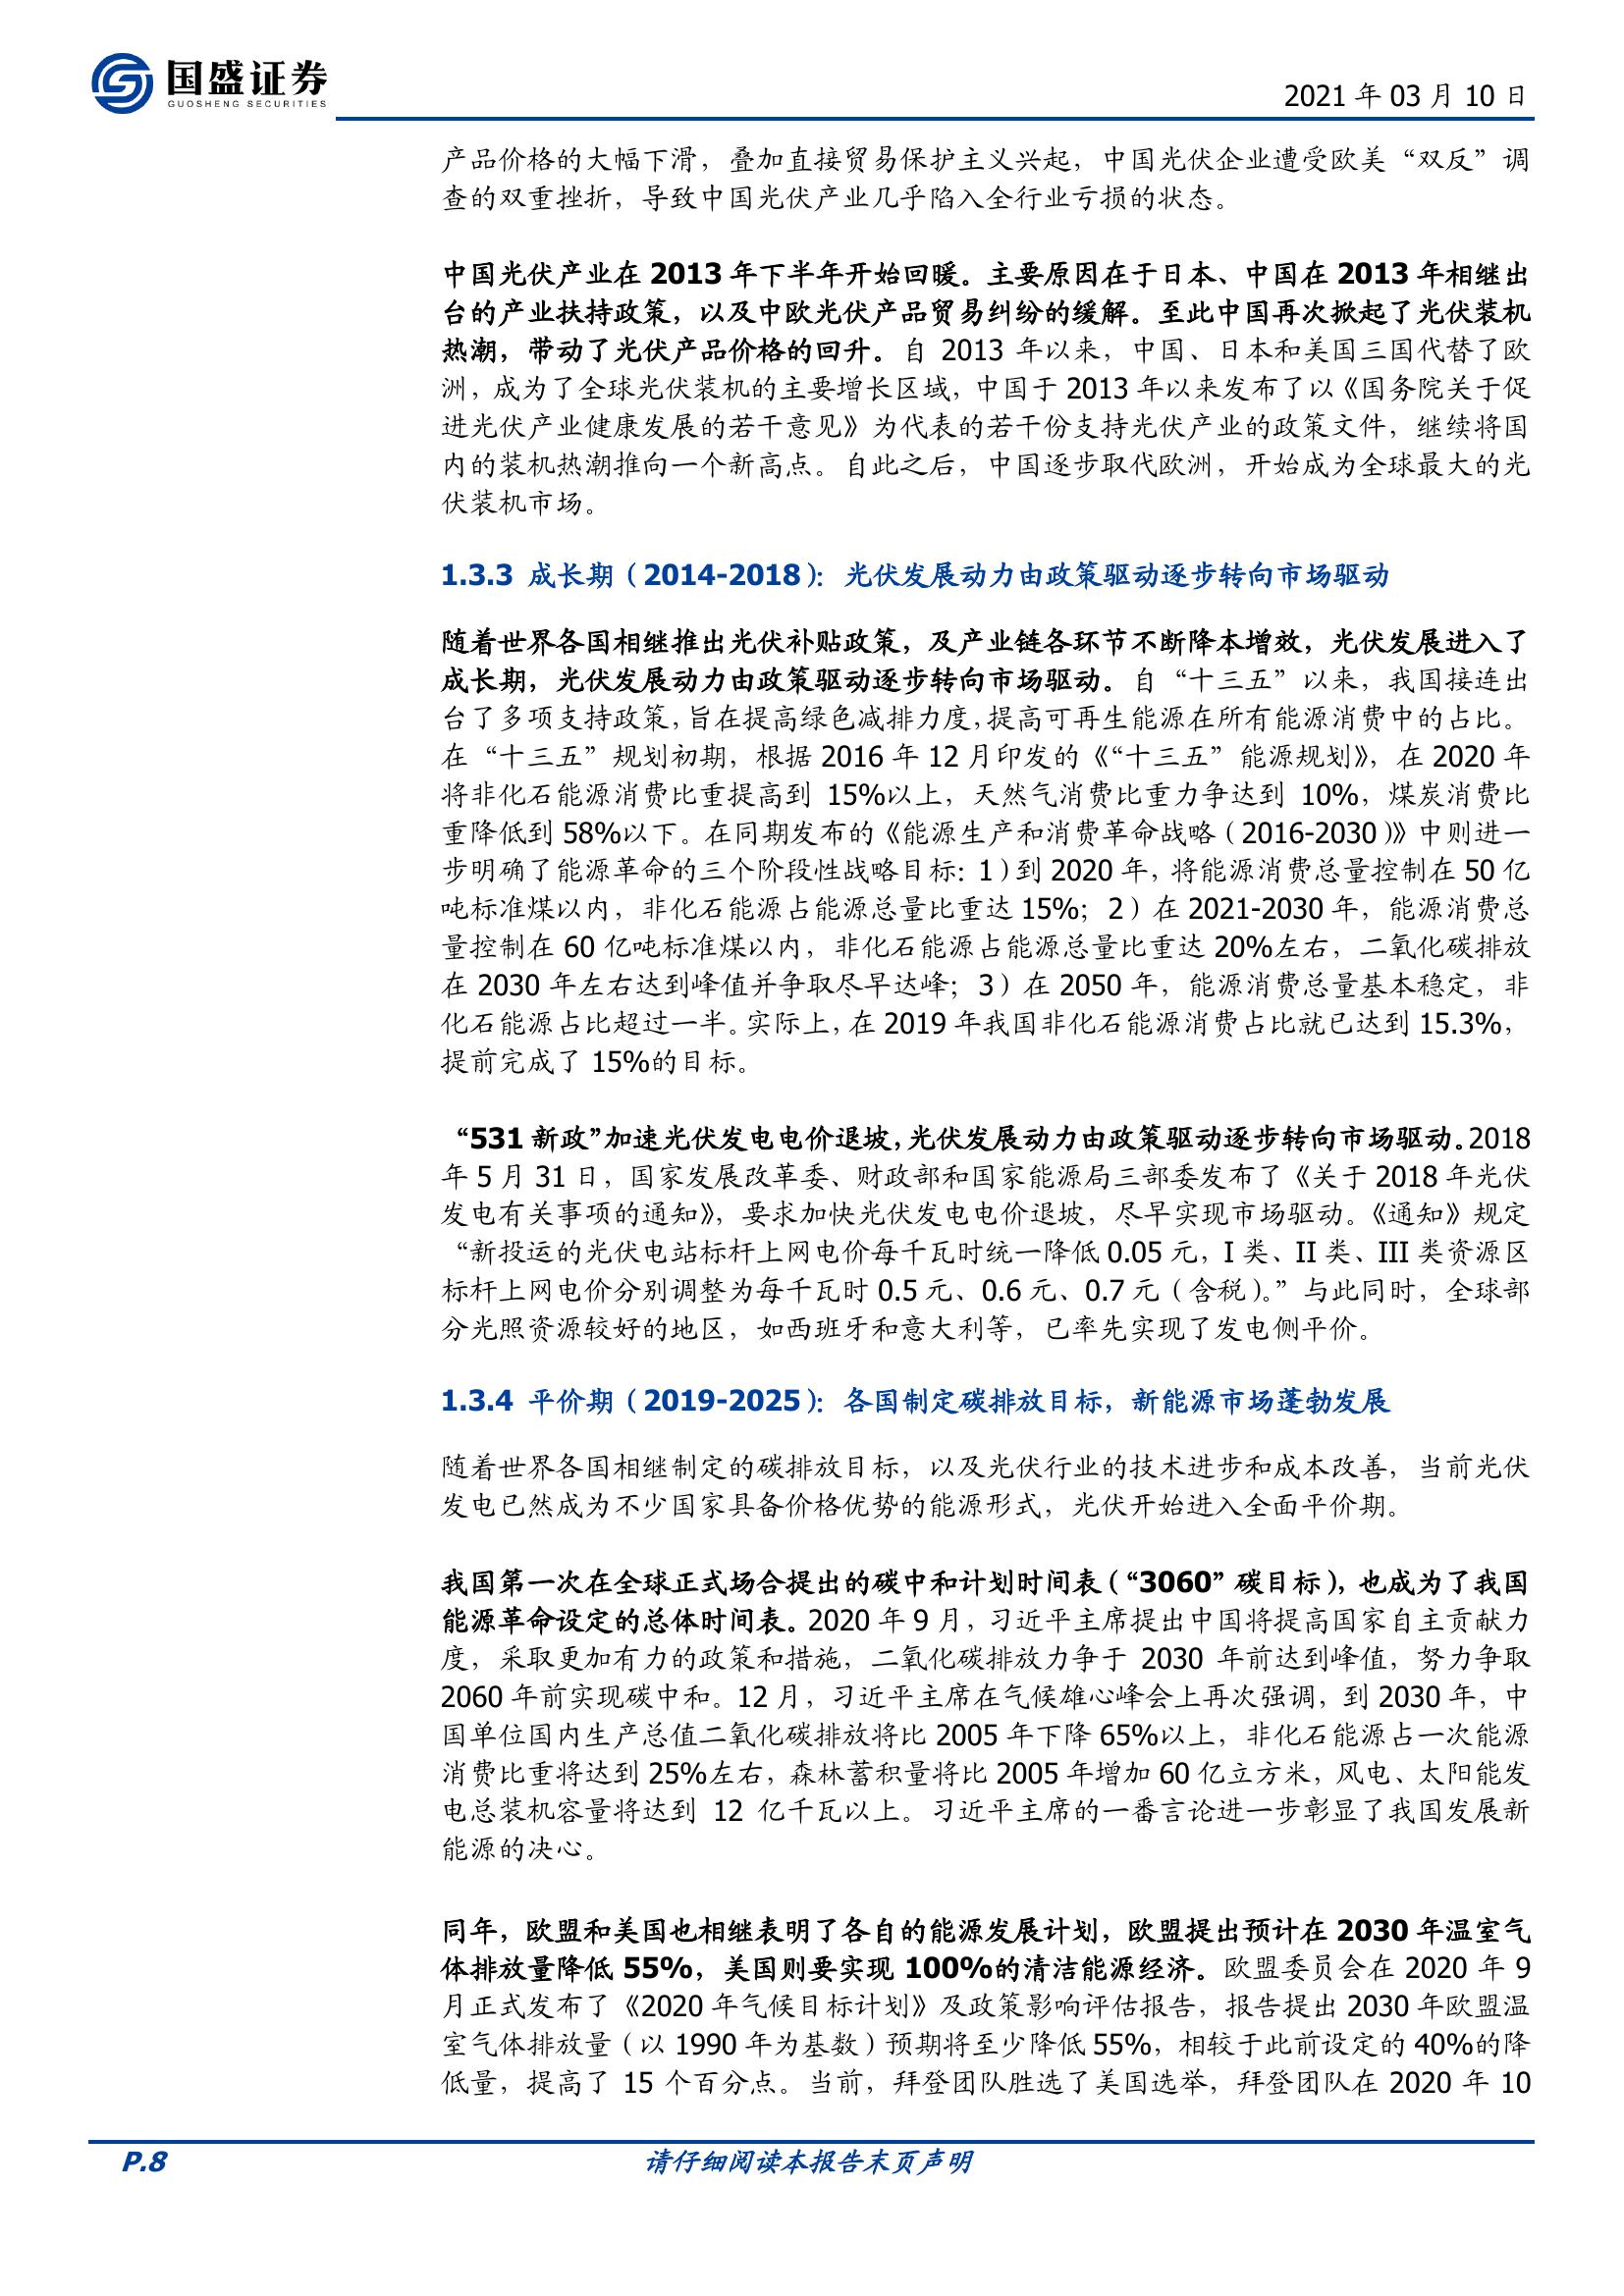 国盛证券
GUOSHENG SECURITIES
2021 年 03 月 10 日
产品价格的大幅下滑，叠加直接贸易保护主义兴起，中国光伏企业遭受欧美“双反”调
查的双重挫折，导致中国光伏产业几乎陷入全行业亏损的状态。
中国光伏产业在 2013 年下半年开始回暖。主要原因在于日本、中国在 2013 年相继出
台的产业扶持政策，以及中欧光伏产品贸易纠纷的缓解。至此中国再次掀起了光伏装机
热潮，带动了光伏产品价格的回升。自 2013 年以来，中国、日本和美国三国代替了欧
洲，成为了全球光伏装机的主要增长区域，中国于 2013 年以来发布了以《国务院关于促
进光伏产业健康发展的若干意见》为代表的若干份支持光伏产业的政策文件，继续将国
内的装机热潮推向一个新高点。自此之后，中国逐步取代欧洲，开始成为全球最大的光
伏装机市场。
1.3.3 成长期（2014-2018）：光伏发展动力由政策驱动逐步转向市场驱动
随着世界各国相继推出光伏补贴政策，及产业链各环节不断降本增效，光伏发展进入了
成长期，光伏发展动力由政策驱动逐步转向市场驱动。自“十三五”以来，我国接连出
台了多项支持政策，旨在提高绿色减排力度，提高可再生能源在所有能源消费中的占比。
在“十三五”规划初期，根据 2016 年 12 月印发的《“十三五”能源规划》，在 2020 年
将非化石能源消费比重提高到 15%以上，天然气消费比重力争达到 10%，煤炭消费比
重降低到 58%以下。在同期发布的《能源生产和消费革命战略（2016-2030）》中则进一
步明确了能源革命的三个阶段性战略目标：1）到 2020 年，将能源消费总量控制在 50 亿
吨标准煤以内，非化石能源占能源总量比重达 15%；2）在 2021-2030 年，能源消费总
量控制在 60 亿吨标准煤以内，非化石能源占能源总量比重达 20%左右，二氧化碳排放
在 2030 年左右达到峰值并争取尽早达峰；3）在 2050 年，能源消费总量基本稳定，非
化石能源占比超过一半。实际上，在 2019 年我国非化石能源消费占比就已达到 15.3%，
提前完成了 15%的目标。
“531 新政”加速光伏发电电价退坡，光伏发展动力由政策驱动逐步转向市场驱动。2018
年 5 月 31 日，国家发展改革委、财政部和国家能源局三部委发布了《关于 2018 年光伏
发电有关事项的通知》，要求加快光伏发电电价退坡，尽早实现市场驱动。《通知》规定
“新投运的光伏电站标杆上网电价每千瓦时统一降低 0.05 元，I 类、II 类、III 类资源区
标杆上网电价分别调整为每千瓦时 0.5 元、0.6 元、0.7 元（含税）。”与此同时，全球部
分光照资源较好的地区，如西班牙和意大利等，已率先实现了发电侧平价。
1.3.4 平价期（2019-2025）：各国制定碳排放目标，新能源市场蓬勃发展
随着世界各国相继制定的碳排放目标，以及光伏行业的技术进步和成本改善，当前光伏
发电已然成为不少国家具备价格优势的能源形式，光伏开始进入全面平价期。
我国第一次在全球正式场合提出的碳中和计划时间表（“3060”碳目标），也成为了我国
能源革命设定的总体时间表。2020 年 9 月，习近平主席提出中国将提高国家自主贡献力
度，采取更加有力的政策和措施，二氧化碳排放力争于 2030 年前达到峰值，努力争取
2060 年前实现碳中和。12 月，习近平主席在气候雄心峰会上再次强调，到 2030 年，中
国单位国内生产总值二氧化碳排放将比 2005 年下降 65%以上，非化石能源占一次能源
消费比重将达到 25%左右，森林蓄积量将比 2005 年增加 60 亿立方米，风电、太阳能发
电总装机容量将达到 12 亿千瓦以上。习近平主席的一番言论进一步彰显了我国发展新
能源的决心。
同年，欧盟和美国也相继表明了各自的能源发展计划，欧盟提出预计在 2030 年温室气
体排放量降低 55%，美国则要实现 100%的清洁能源经济。欧盟委员会在 2020 年 9
月正式发布了《2020 年气候目标计划》及政策影响评估报告，报告提出 2030 年欧盟温
室气体排放量（以 1990 年为基数）预期将至少降低 55%，相较于此前设定的 40%的降
低量，提高了 15 个百分点。当前，拜登团队胜选了美国选举，拜登团队在 2020 年 10
P.8
请仔细阅读本报告末页声明